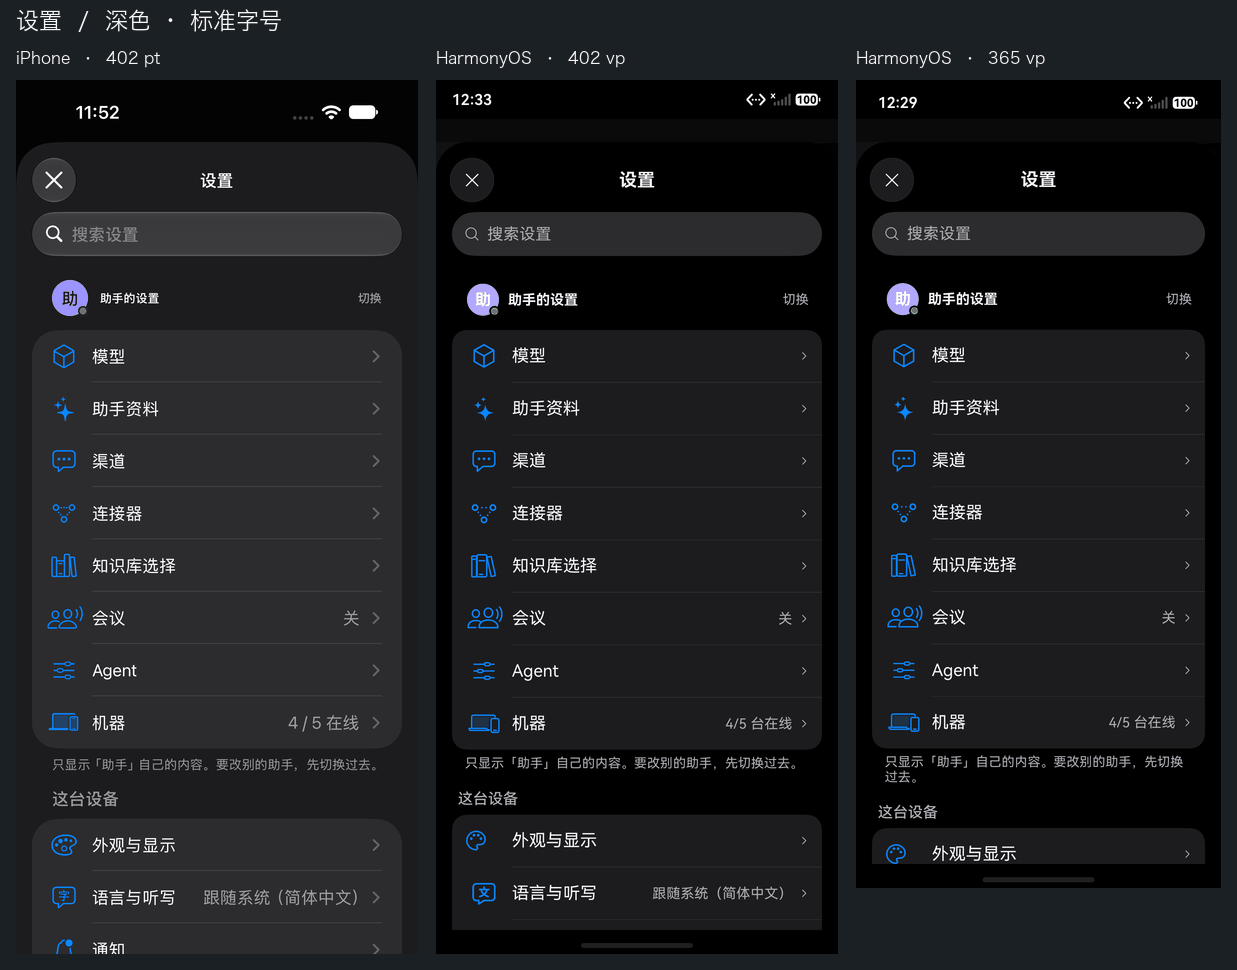 设置 / 深色 · 标准字号
iPhone · 402 pt
11:52
设置
搜索设置
助 助手的设置 切换
模型
助手资料
渠道
连接器
知识库选择
会议 关
Agent
机器 4 / 5 在线
只显示「助手」自己的内容。要改别的助手，先切换过去。
这台设备
外观与显示
字 语言与听写 跟随系统（简体中文）
通知
HarmonyOS · 402 vp
12:33 100
设置
搜索设置
助 助手的设置 切换
模型
助手资料
渠道
连接器
知识库选择
会议 关
Agent
机器 4/5 台在线
只显示「助手」自己的内容。要改别的助手，先切换过去。
这台设备
外观与显示
文 语言与听写 跟随系统（简体中文）
HarmonyOS · 365 vp
12:29 100
设置
搜索设置
助 助手的设置 切换
模型
助手资料
渠道
连接器
知识库选择
会议 关
Agent
机器 4/5 台在线
只显示「助手」自己的内容。要改别的助手，先切换
过去。
这台设备
外观与显示